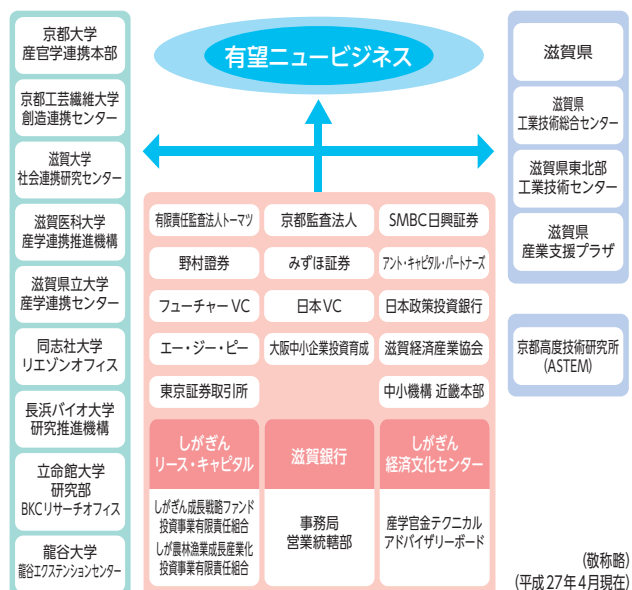 京都大学
産官学連携本部
京都工芸繊維大学
創造連携センター
滋賀大学
社会連携研究センター
滋賀医科大学
産学連携推進機構
滋賀県立大学
産学連携センター
同志社大学
リエゾンオフィス
長浜バイオ大学
研究推進機構
立命館大学
研究部
BKCリサーチオフィス
龍谷大学
龍谷エクステンションセンター
有望ニュービジネス
有限責任監査法人トーマツ
京都監査法人
SMBC日興証券
野村證券
みずほ証券
アント・キャピタル・パートナーズ
フューチャーVC
日本VC
日本政策投資銀行
エー・ジー・ピー
大阪中小企業投資育成
滋賀経済産業協会
東京証券取引所
中小機構 近畿本部
しがぎん
リース・キャピタル
滋賀銀行
しがぎん
経済文化センター
しがぎん成長戦略ファンド
投資事業有限責任組合
しが農林漁業成長産業化
投資事業有限責任組合
事務局
営業統轄部
産学官金テクニカル
アドバイザリーボード
滋賀県
滋賀県
工業技術総合センター
滋賀県東北部
工業技術センター
滋賀県
産業支援プラザ
京都高度技術研究所
(ASTEM)
(敬称略)
(平成27年4月現在)